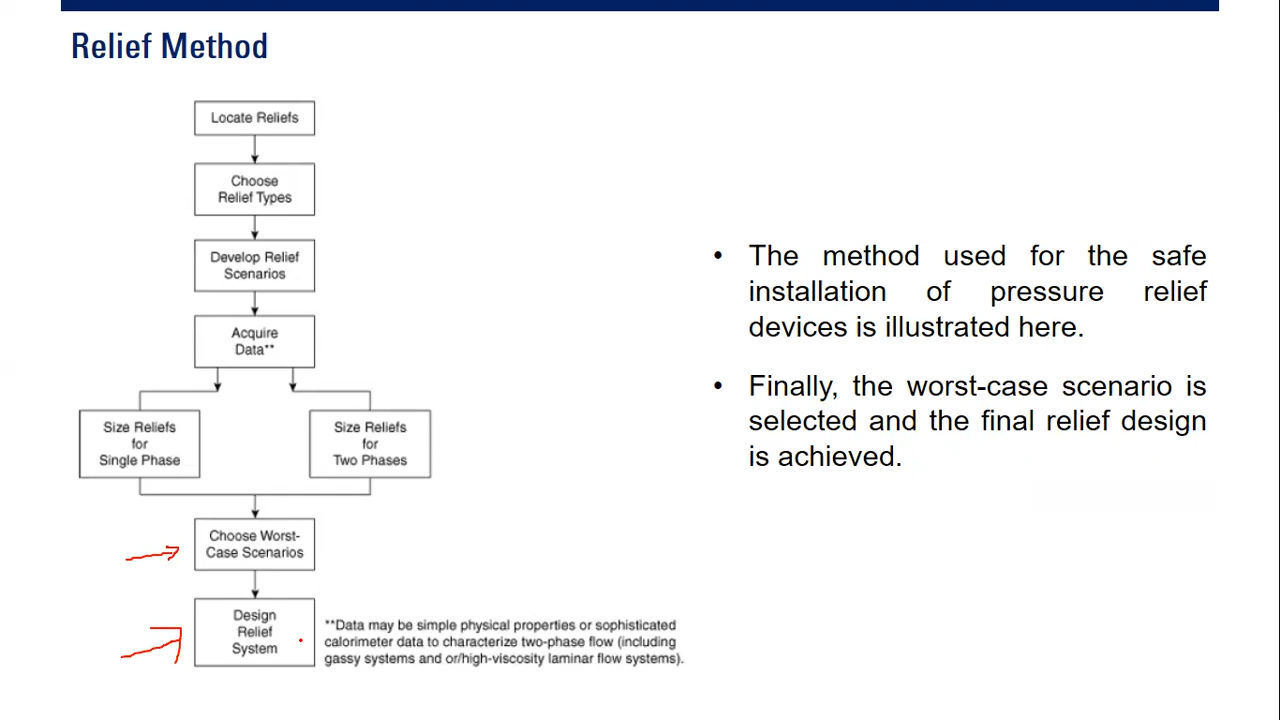 Relief Method
Locate Reliefs
Choose
Relief Types
Develop Relief
Scenarios
Acquire
Data**
Size Reliefs
for
Single Phase
Size Reliefs
for
Two Phases
Choose Worst-
Case Scenarios
Design
Relief
System
**Data may be simple physical properties or sophisticated
calorimeter data to characterize two-phase flow (including
gassy systems and or/high-viscosity laminar flow systems).
• The method used for the safe
installation of pressure relief
devices is illustrated here.
• Finally, the worst-case scenario is
selected and the final relief design
is achieved.